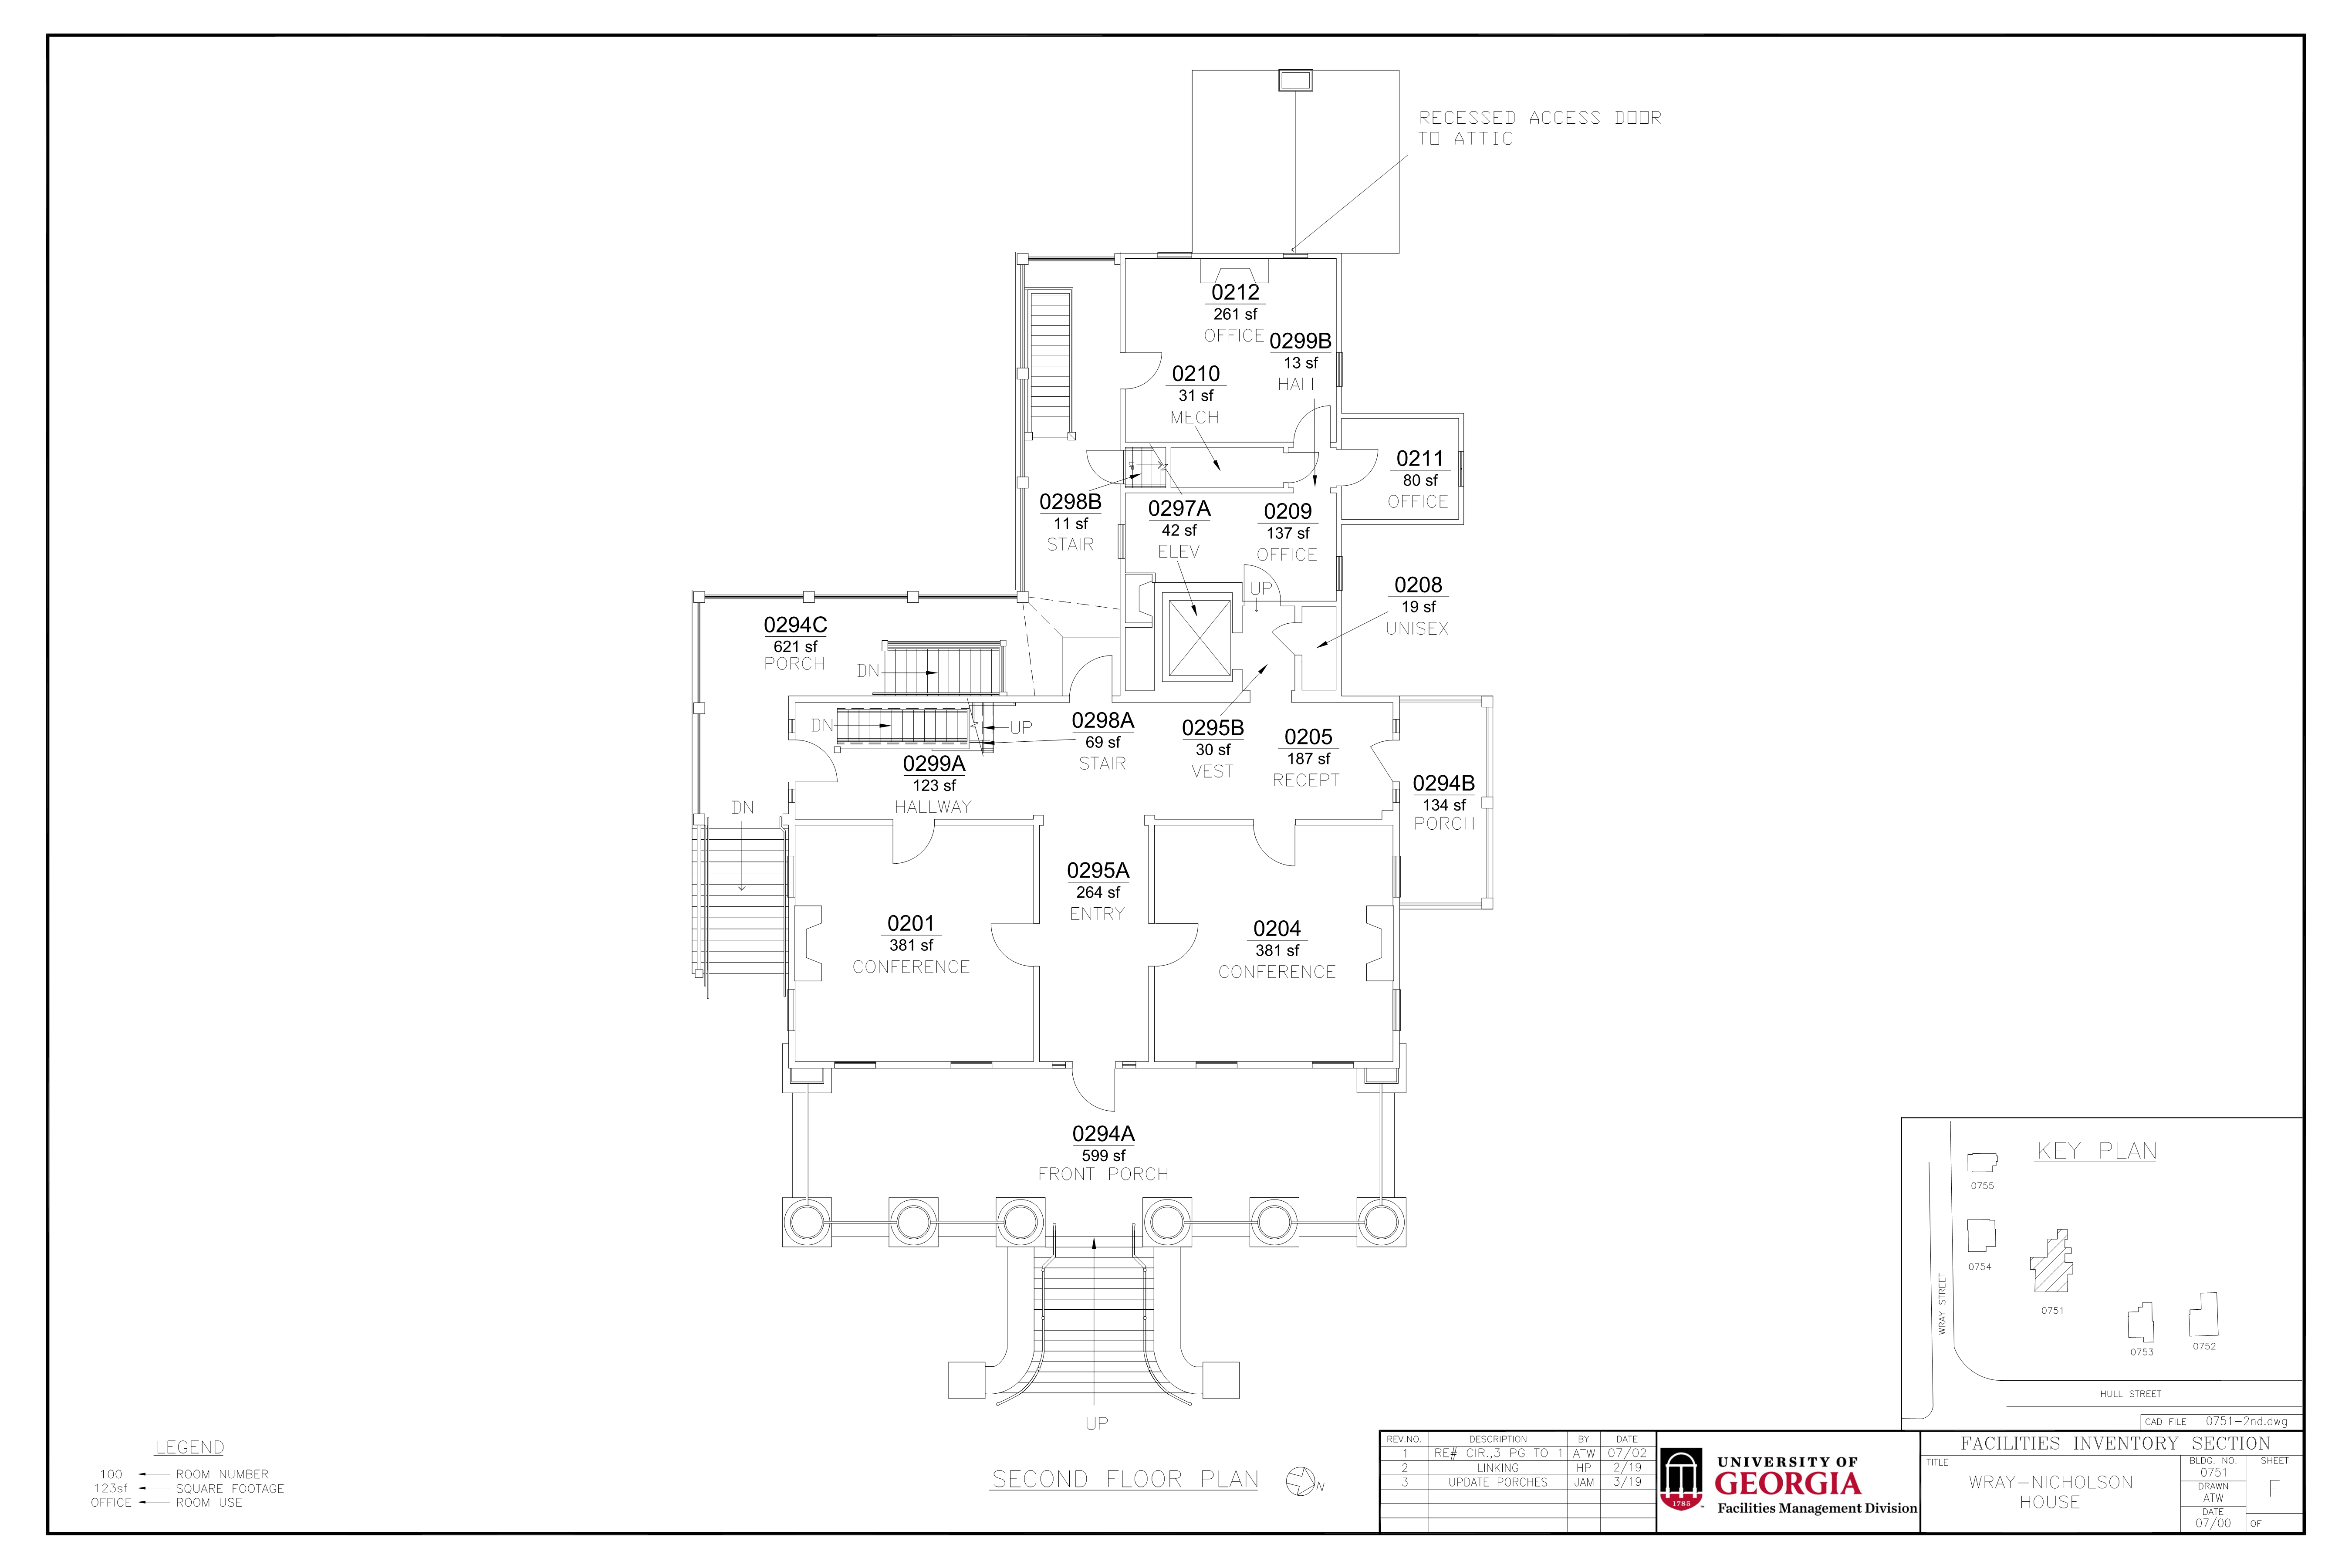 RECESSED ACCESS DOOR
TO ATTIC
0212
261 sf
OFFICE
0299B
13 sf
HALL
0210
31 sf
MECH
0211
80 sf
OFFICE
0298B
11 sf
STAIR
0297A
42 sf
ELEV
0209
137 sf
OFFICE
UP
0208
19 sf
UNISEX
0294C
621 sf
PORCH
DN
DN
UP
0298A
69 sf
STAIR
0295B
30 sf
VEST
0205
187 sf
RECEPT
0299A
123 sf
HALLWAY
0294B
134 sf
PORCH
DN
0295A
264 sf
ENTRY
0201
381 sf
CONFERENCE
0204
381 sf
CONFERENCE
0294A
599 sf
FRONT PORCH
UP
SECOND FLOOR PLAN
N
LEGEND
100 ROOM NUMBER
123sf SQUARE FOOTAGE
OFFICE ROOM USE
KEY PLAN
0755
0754
0751
0753
0752
WRAY STREET
HULL STREET
CAD FILE 0751-2nd.dwg
REV.NO. DESCRIPTION BY DATE
1 RE# CIR.,3 PG TO 1 ATW 07/02
2 LINKING HP 2/19
3 UPDATE PORCHES JAM 3/19
1785
UNIVERSITY OF
GEORGIA
Facilities Management Division
FACILITIES INVENTORY SECTION
TITLE
WRAY-NICHOLSON
HOUSE
BLDG. NO.
0751
DRAWN
ATW
DATE
07/00
SHEET
F
OF